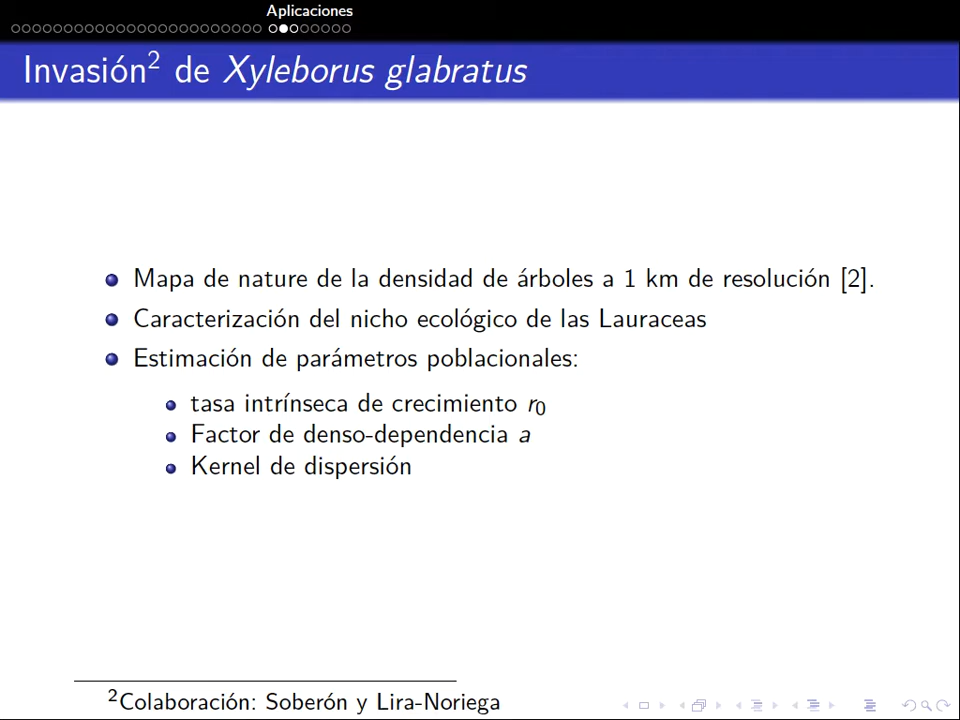 Aplicaciones
Invasión² de Xyleborus glabratus
Mapa de nature de la densidad de árboles a 1 km de resolución [2].
Caracterización del nicho ecológico de las Lauraceas
Estimación de parámetros poblacionales:
tasa intrínseca de crecimiento r₀
Factor de denso-dependencia a
Kernel de dispersión
²Colaboración: Soberón y Lira-Noriega